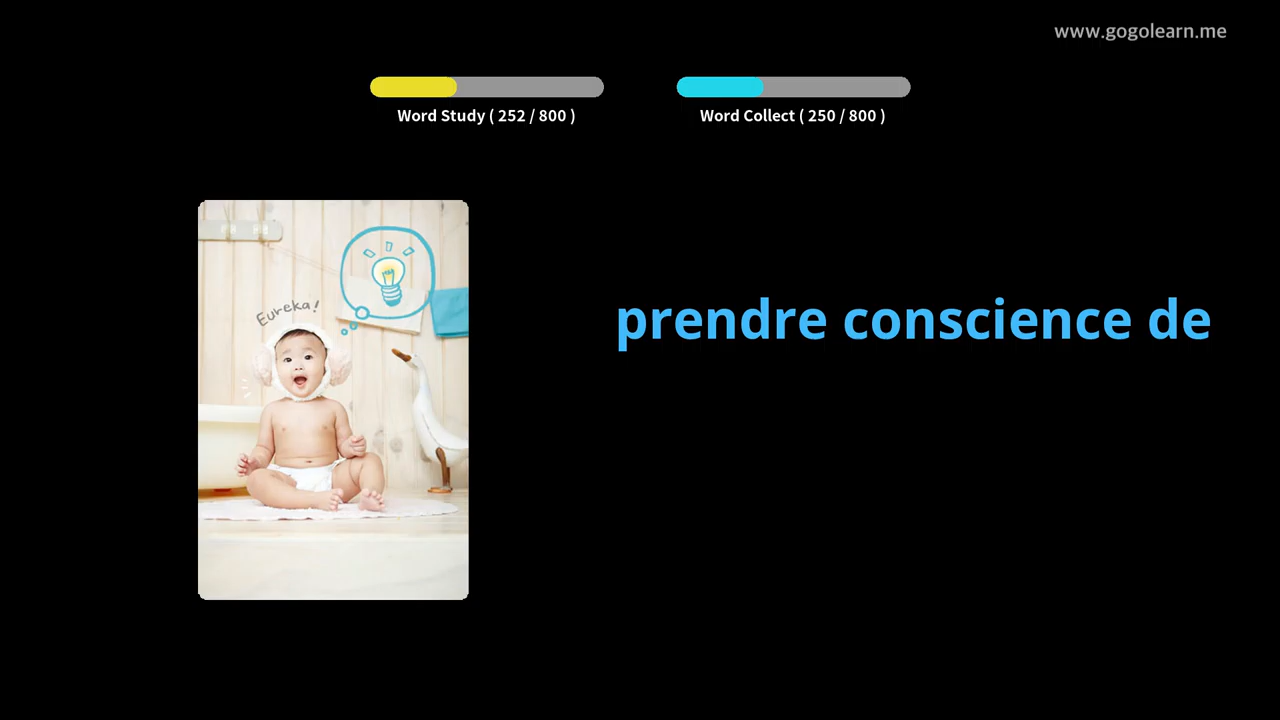 www.gogolearn.me
Word Study ( 252 / 800 )
Word Collect ( 250 / 800 )
Eureka!
prendre conscience de